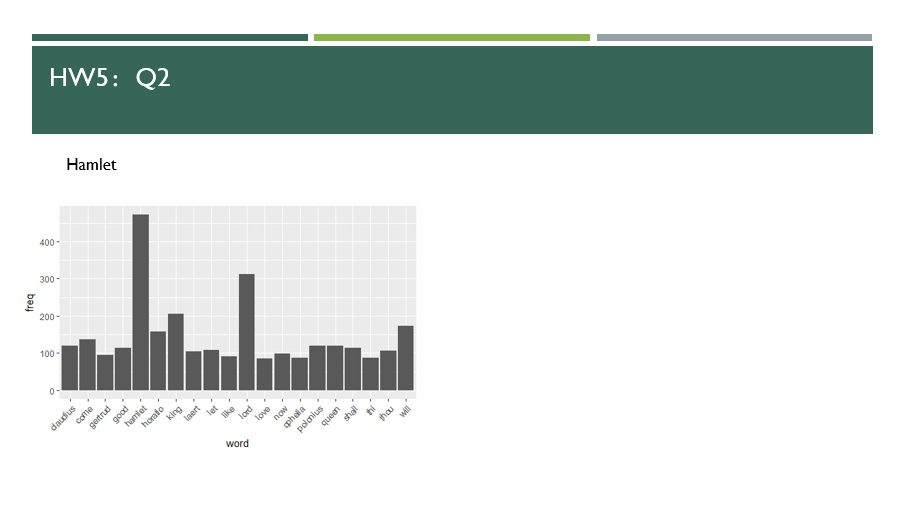 HW5: Q2
Hamlet
freq
400
300
200
100
0
claudius
come
gertrud
good
hamlet
horatio
king
laert
let
like
lord
love
now
ophelia
polonius
queen
shall
thi
thou
will
word